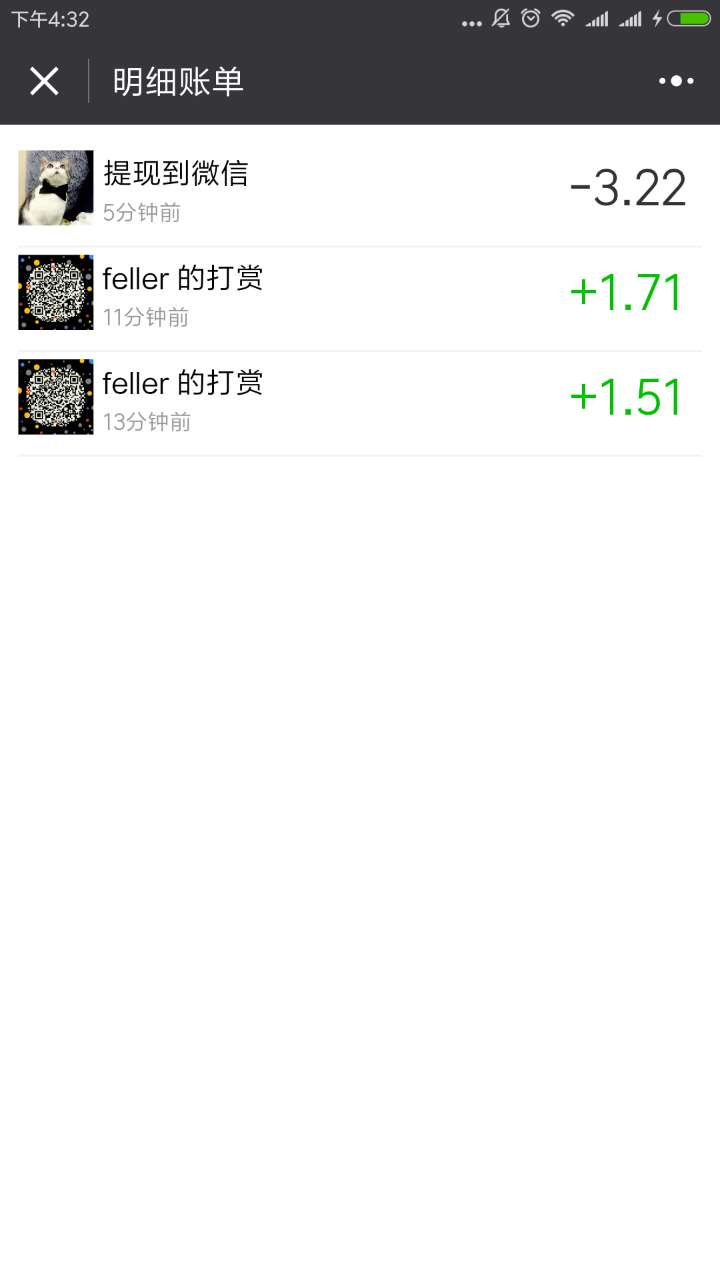 下午4:32
明细账单
提现到微信
-3.22
5分钟前
feller 的打赏
+1.71
11分钟前
feller 的打赏
+1.51
13分钟前